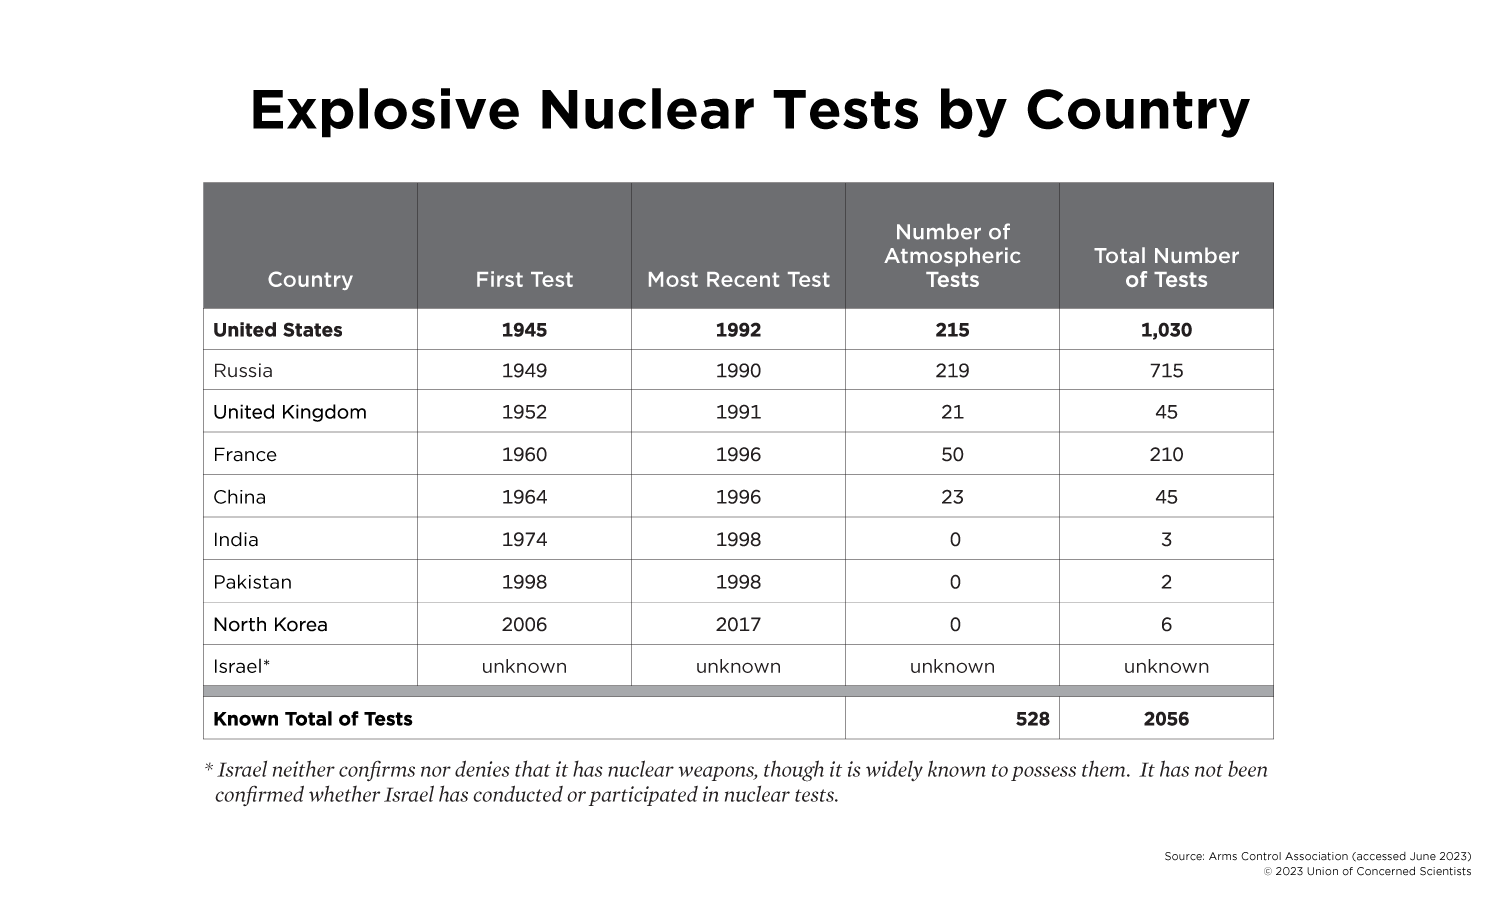 Explosive Nuclear Tests by Country
Country First Test Most Recent Test Number of Atmospheric Tests Total Number of Tests
United States 1945 1992 215 1,030
Russia 1949 1990 219 715
United Kingdom 1952 1991 21 45
France 1960 1996 50 210
China 1964 1996 23 45
India 1974 1998 0 3
Pakistan 1998 1998 0 2
North Korea 2006 2017 0 6
Israel* unknown unknown unknown unknown
Known Total of Tests 528 2056
* Israel neither confirms nor denies that it has nuclear weapons, though it is widely known to possess them. It has not been
confirmed whether Israel has conducted or participated in nuclear tests.
Source: Arms Control Association (accessed June 2023)
© 2023 Union of Concerned Scientists